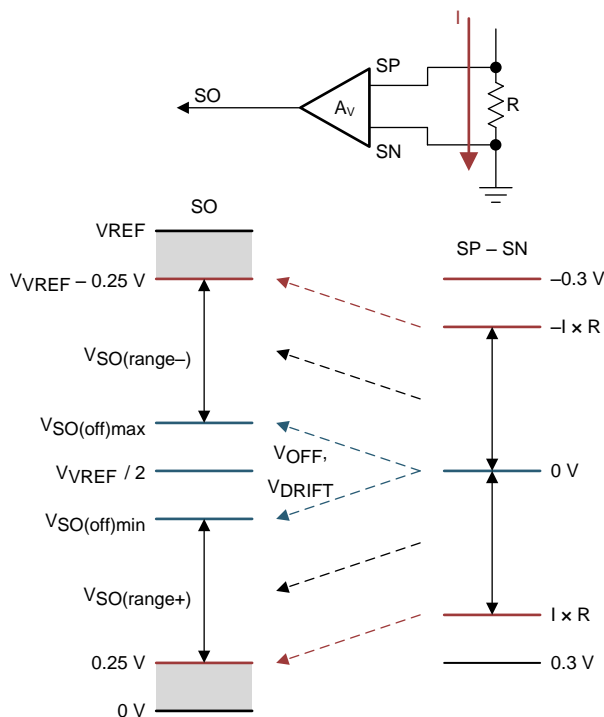 I
SP
SO
AV
R
SN
SO
VREF
SP – SN
VVREF – 0.25 V
–0.3 V
–I × R
VSO(range–)
VSO(off)max
VOFF,
VVREF / 2
0 V
VDRIFT
VSO(off)min
VSO(range+)
I × R
0.25 V
0.3 V
0 V